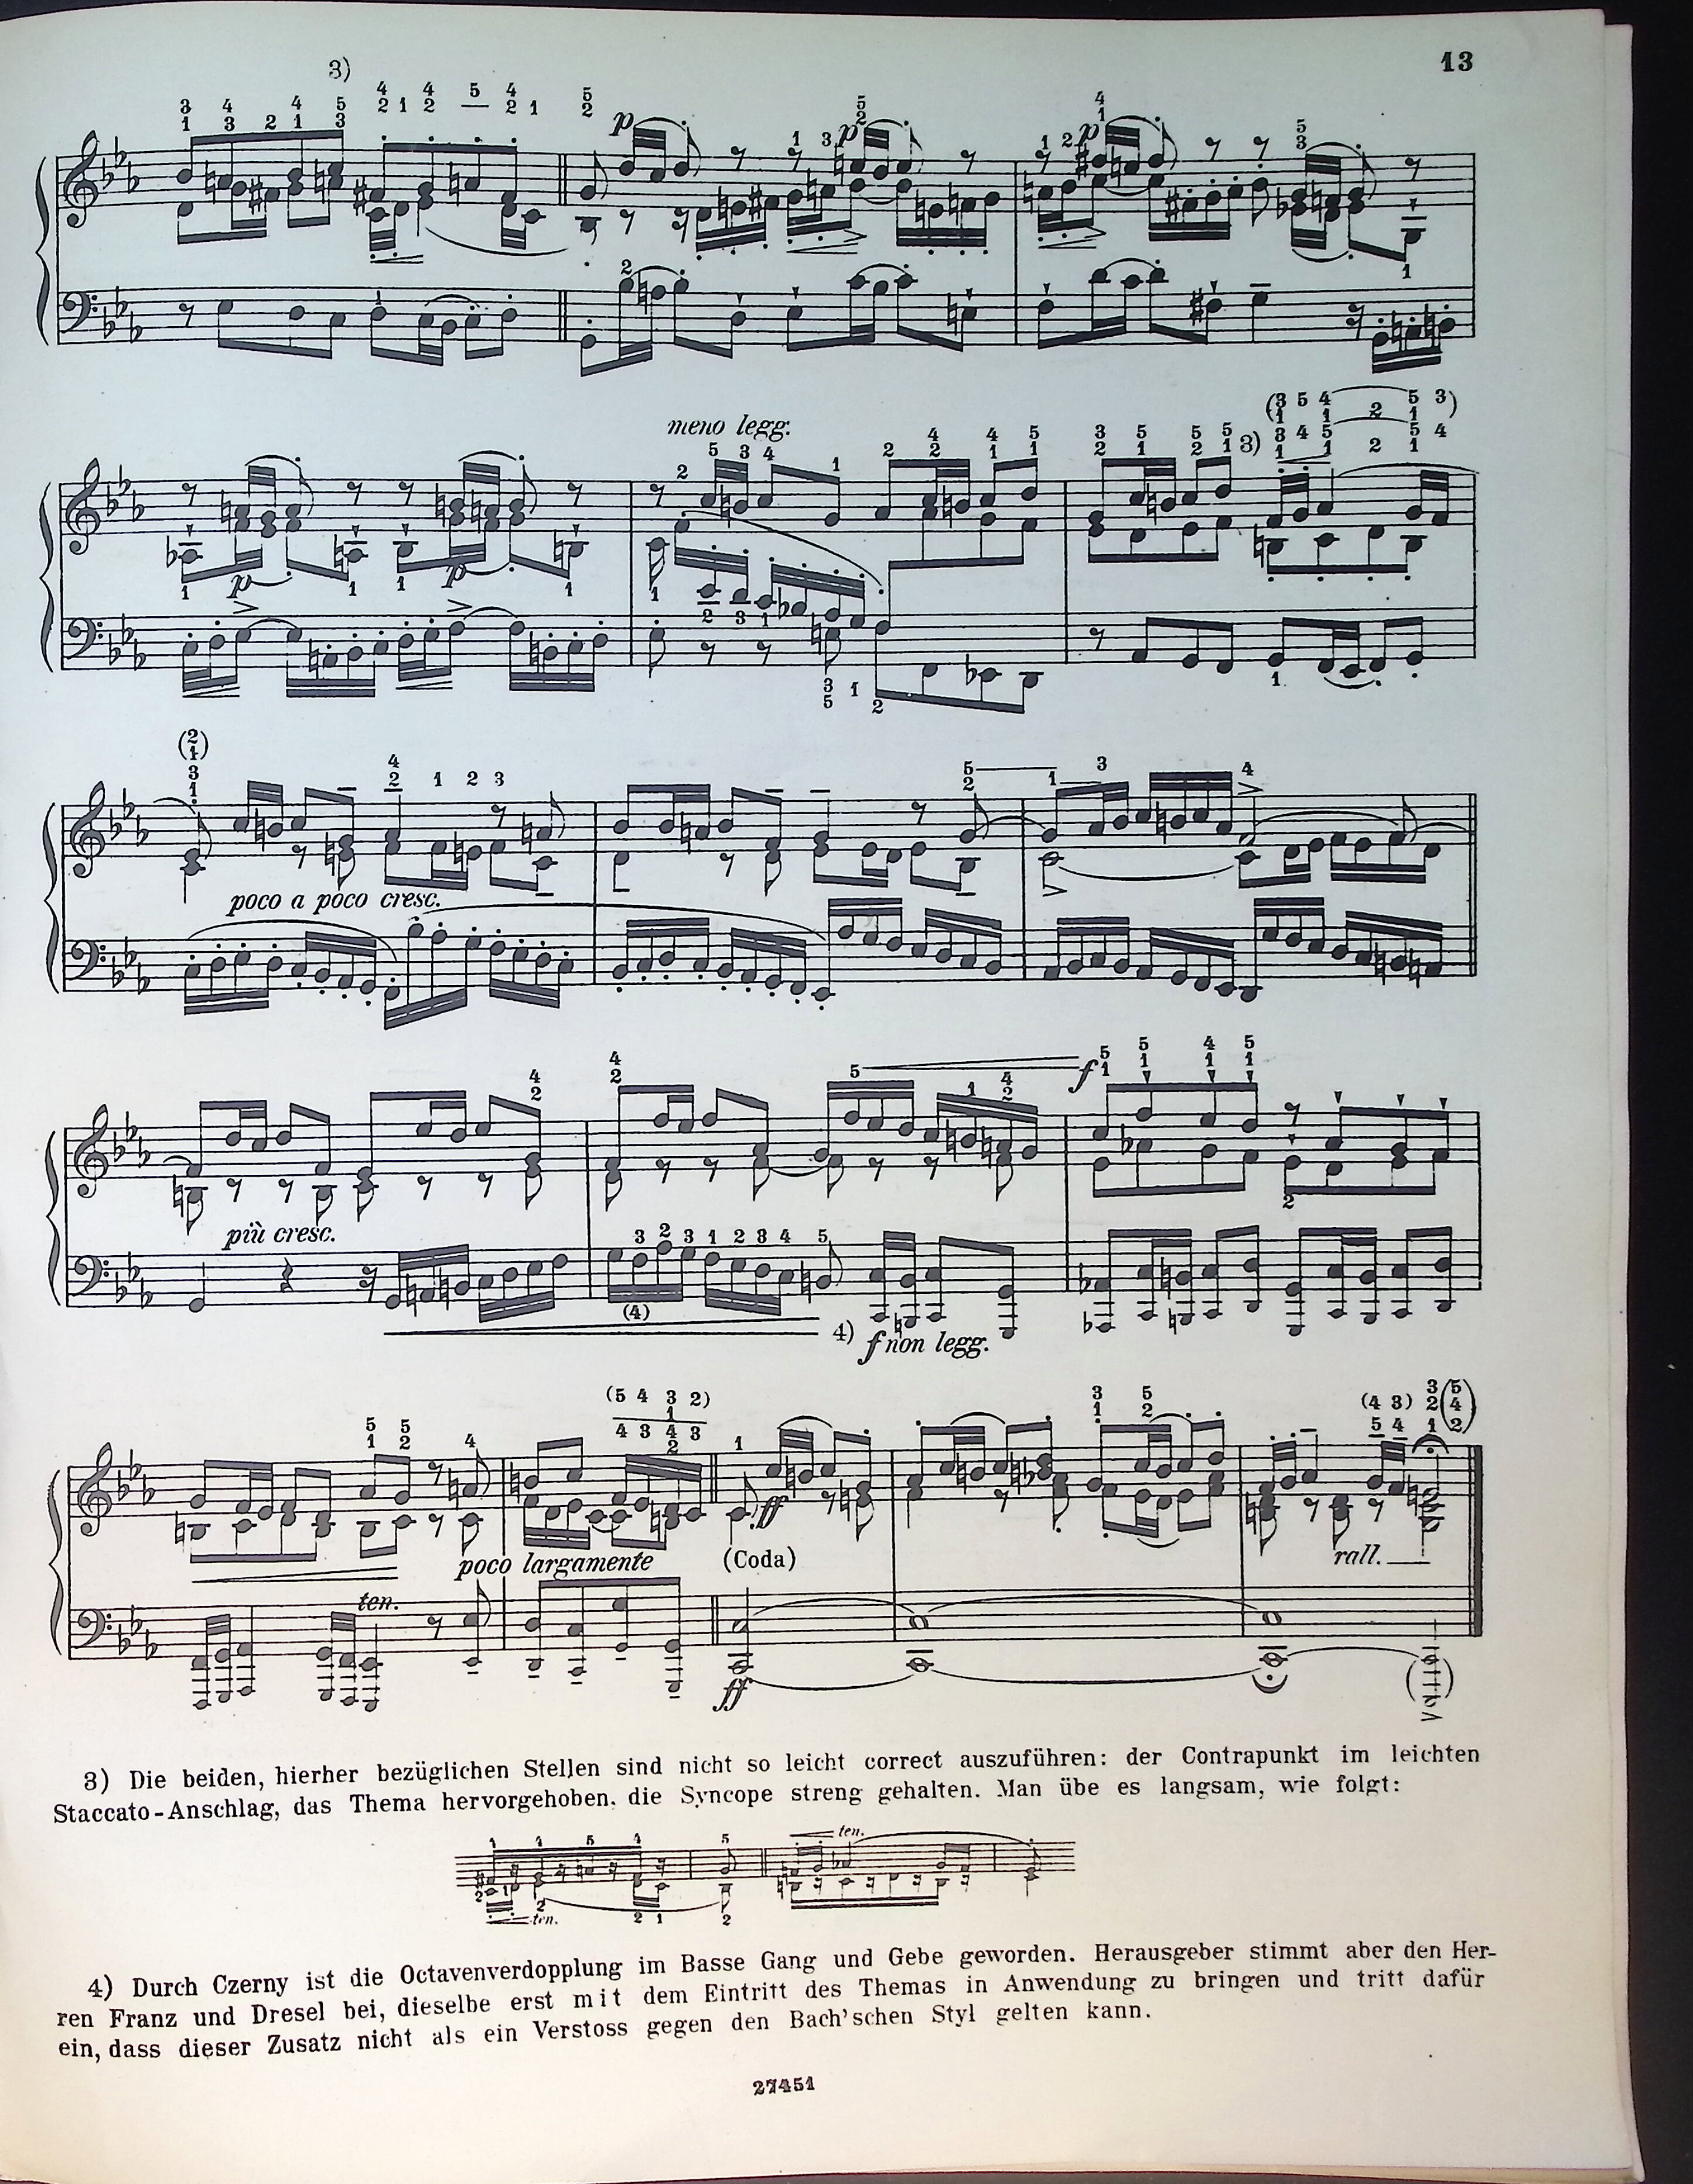 13
3)
p
p
p
meno legg.
3)
p
p
poco a poco cresc.
f
più cresc.
4) f non legg.
poco largamente
ten.
ff
(Coda)
rall.
ff
3) Die beiden, hierher bezüglichen Stellen sind nicht so leicht correct auszuführen: der Contrapunkt im leichten
Staccato-Anschlag, das Thema hervorgehoben. die Syncope streng gehalten. Man übe es langsam, wie folgt:
ten.
ten.
4) Durch Czerny ist die Octavenverdopplung im Basse Gang und Gebe geworden. Herausgeber stimmt aber den Her-
ren Franz und Dresel bei, dieselbe erst mit dem Eintritt des Themas in Anwendung zu bringen und tritt dafür
ein, dass dieser Zusatz nicht als ein Verstoss gegen den Bach'schen Styl gelten kann.
27451